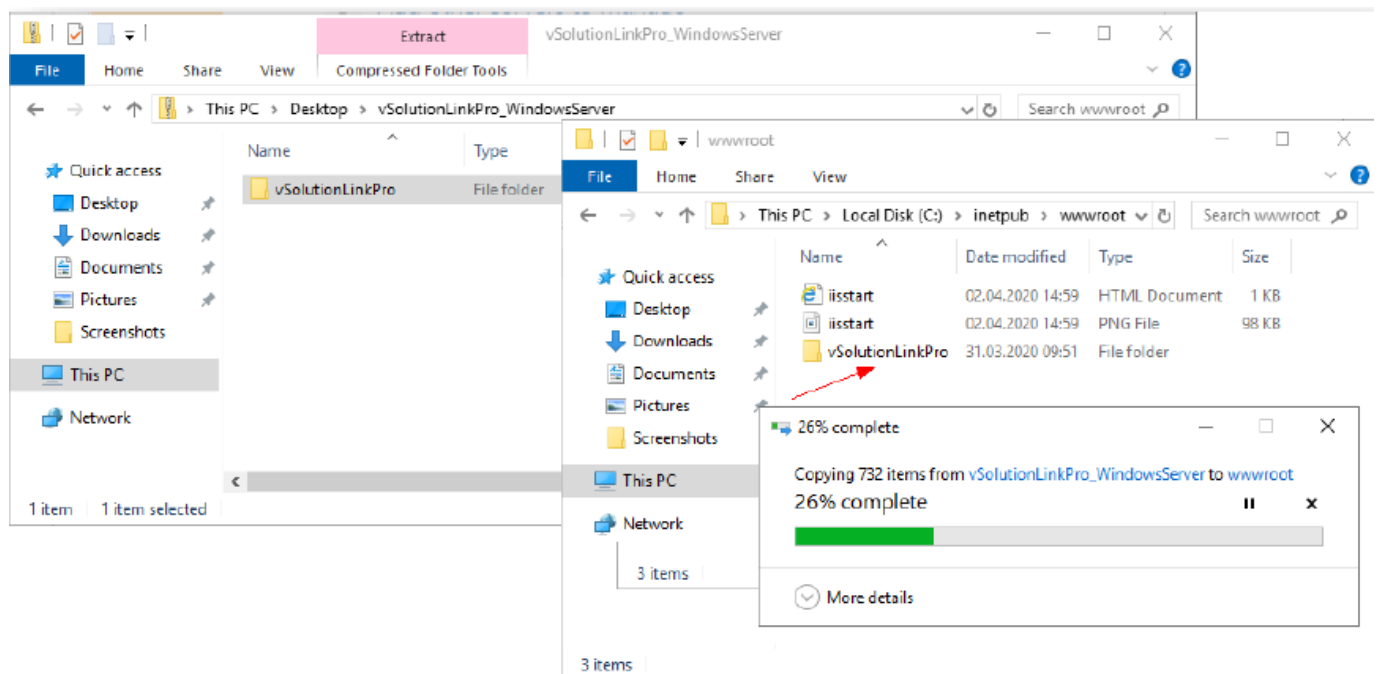 Extract
vSolutionLinkPro_WindowsServer
File
Home
Share
View
Compressed Folder Tools
This PC > Desktop > vSolutionLinkPro_WindowsServer
Search wwwroot
Name
Type
Quick access
Desktop
Downloads
Documents
Pictures
Screenshots
This PC
Network
vSolutionLinkPro
File folder
1 item
1 item selected
wwwroot
File
Home
Share
View
This PC > Local Disk (C:) > inetpub > wwwroot
Search wwwroot
Quick access
Desktop
Downloads
Documents
Pictures
Screenshots
This PC
Network
Name
Date modified
Type
Size
iisstart
02.04.2020 14:59
HTML Document
1 KB
iisstart
02.04.2020 14:59
PNG File
98 KB
vSolutionLinkPro
31.03.2020 09:51
File folder
3 items
26% complete
Copying 732 items from vSolutionLinkPro_WindowsServer to wwwroot
26% complete
More details
3 items